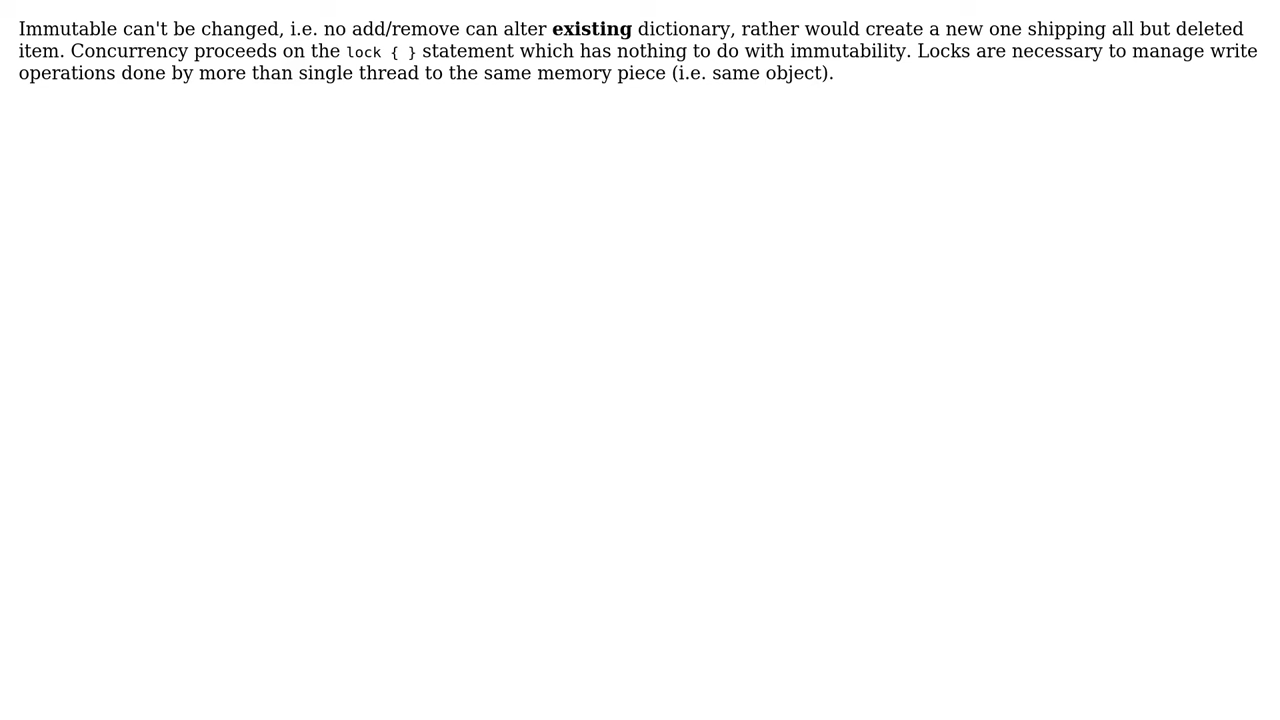 Immutable can't be changed, i.e. no add/remove can alter existing dictionary, rather would create a new one shipping all but deleted
item. Concurrency proceeds on the lock { } statement which has nothing to do with immutability. Locks are necessary to manage write
operations done by more than single thread to the same memory piece (i.e. same object).